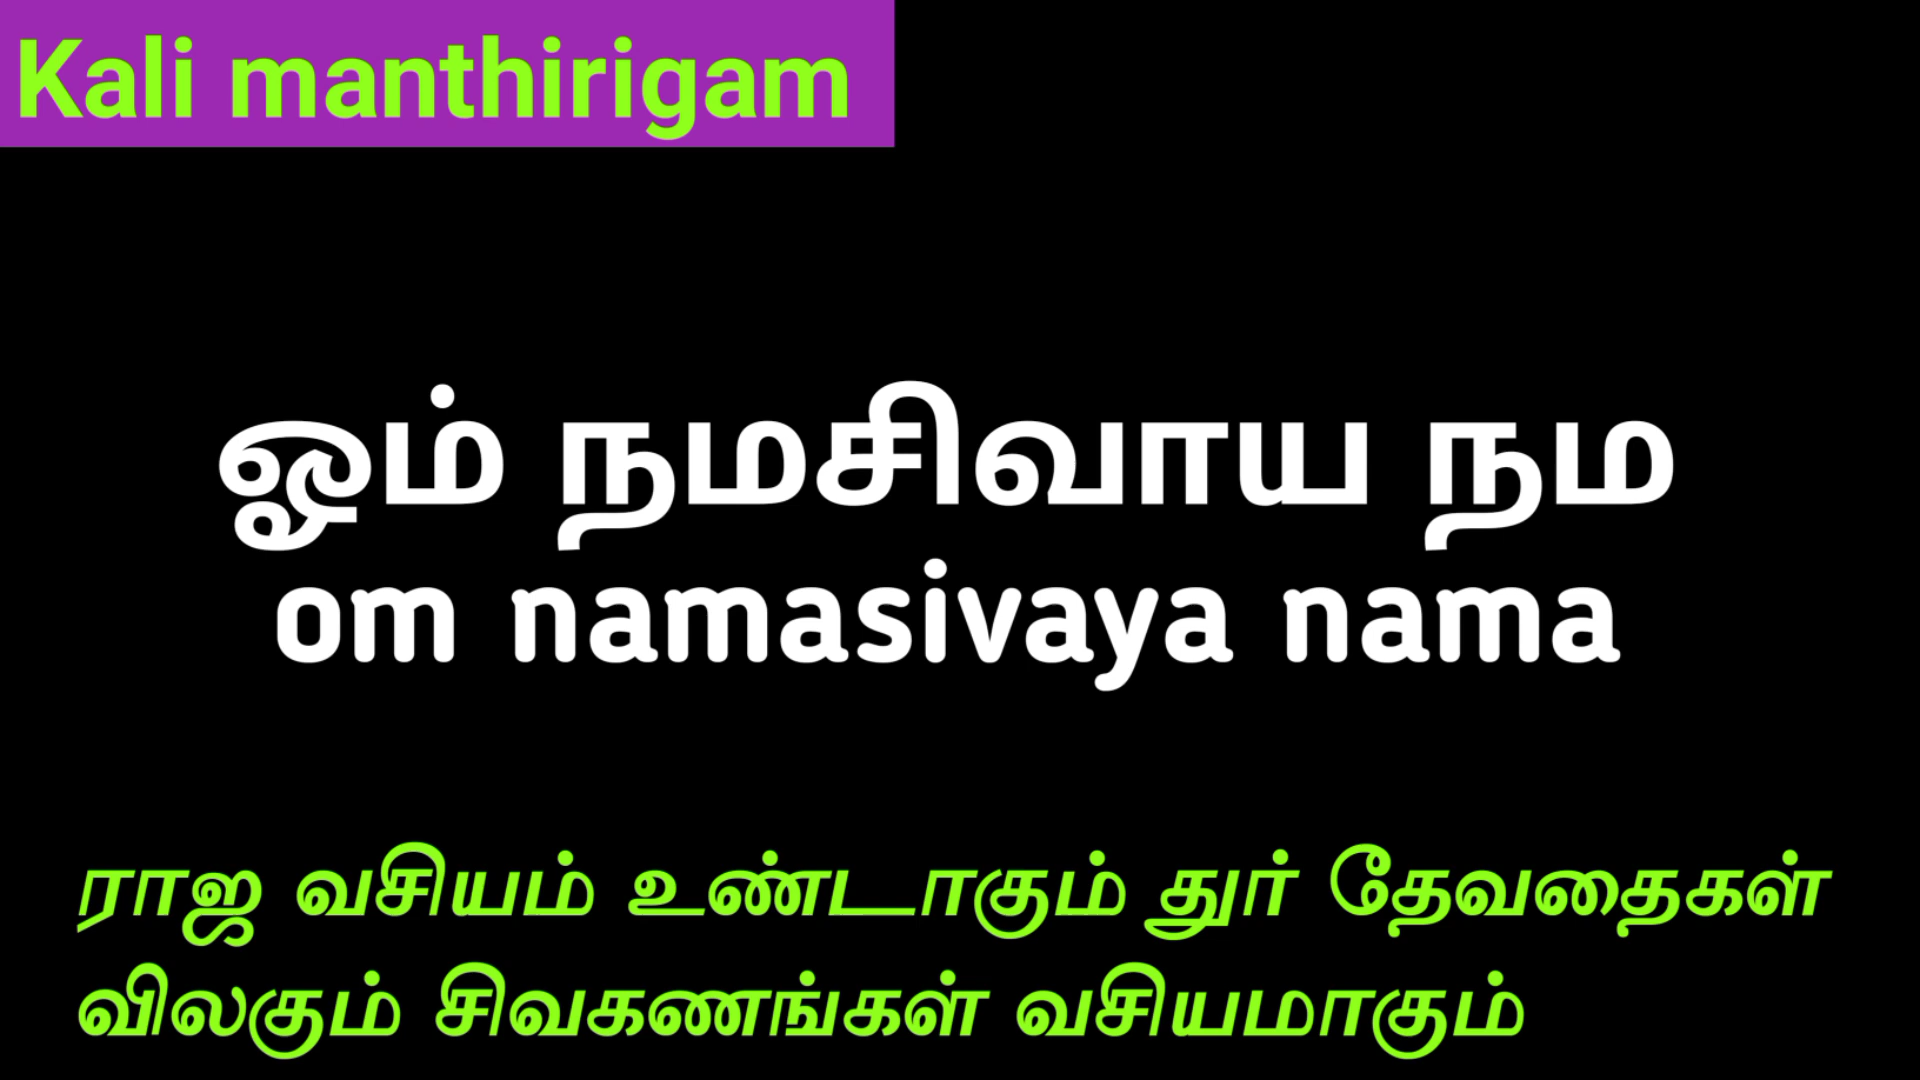 Kali manthirigam
ஓம் நமசிவாய நம
om namasivaya nama
ராஜ வசியம் உண்டாகும் துர் தேவதைகள்
விலகும் சிவகணங்கள் வசியமாகும்